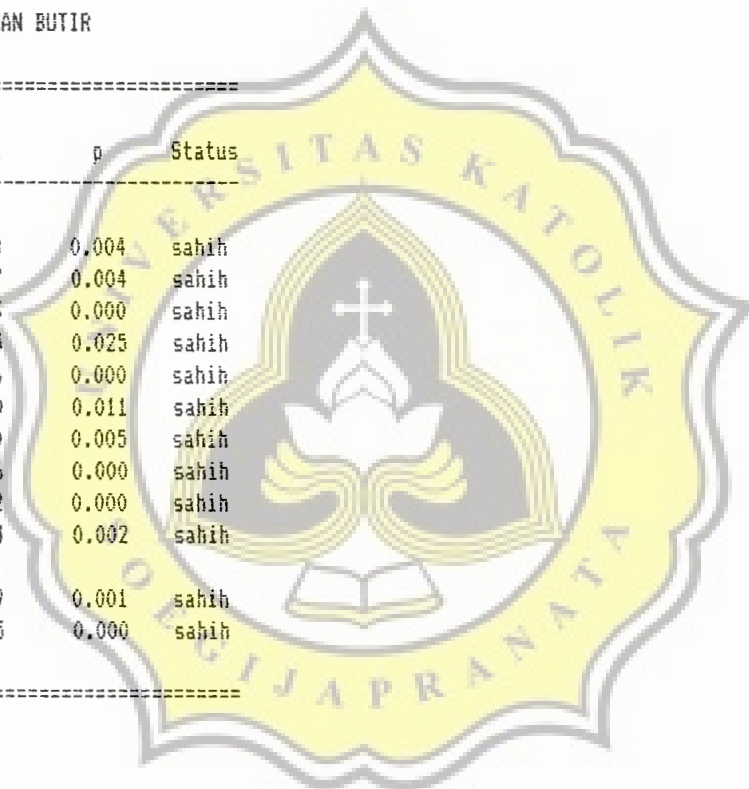 AN BUTIR
========================
p Status
------------------------
0.004 sahih
0.004 sahih
0.000 sahih
0.025 sahih
0.000 sahih
0.011 sahih
0.005 sahih
0.000 sahih
0.000 sahih
0.002 sahih
0.001 sahih
0.000 sahih
========================
UNIVERSITAS KATOLIK
SOEGIJAPRANATA